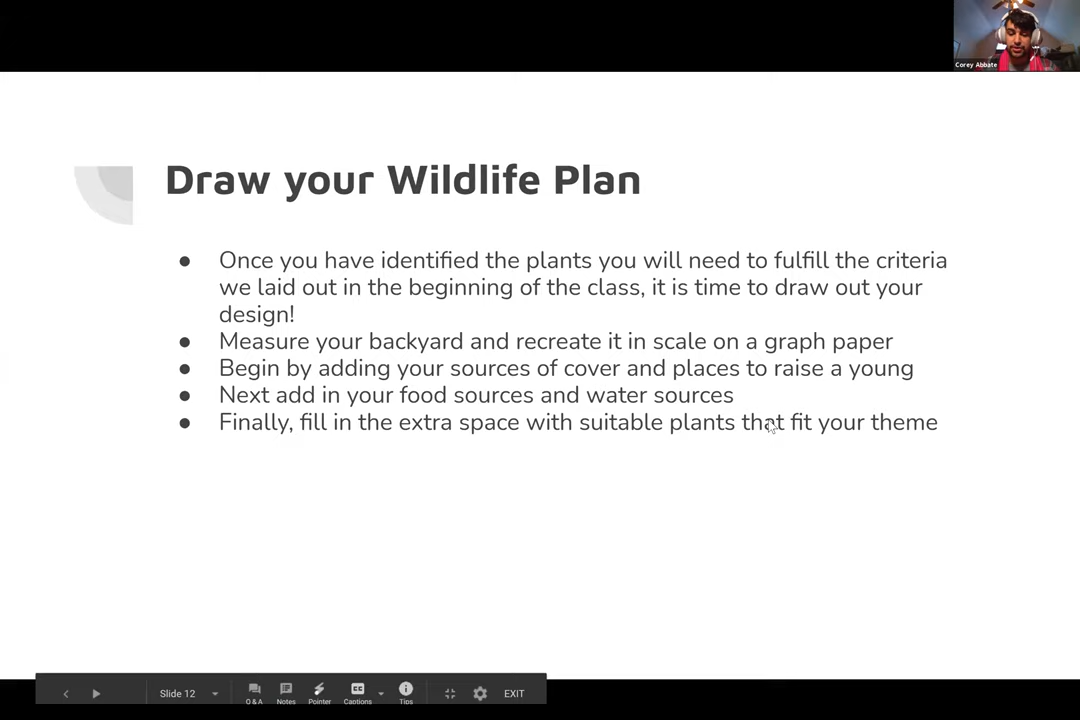 Corey Abbate
Draw your Wildlife Plan
● Once you have identified the plants you will need to fulfill the criteria
we laid out in the beginning of the class, it is time to draw out your
design!
● Measure your backyard and recreate it in scale on a graph paper
● Begin by adding your sources of cover and places to raise a young
● Next add in your food sources and water sources
● Finally, fill in the extra space with suitable plants that fit your theme
Slide 12 Q&A Notes Pointer CC Captions Tips EXIT